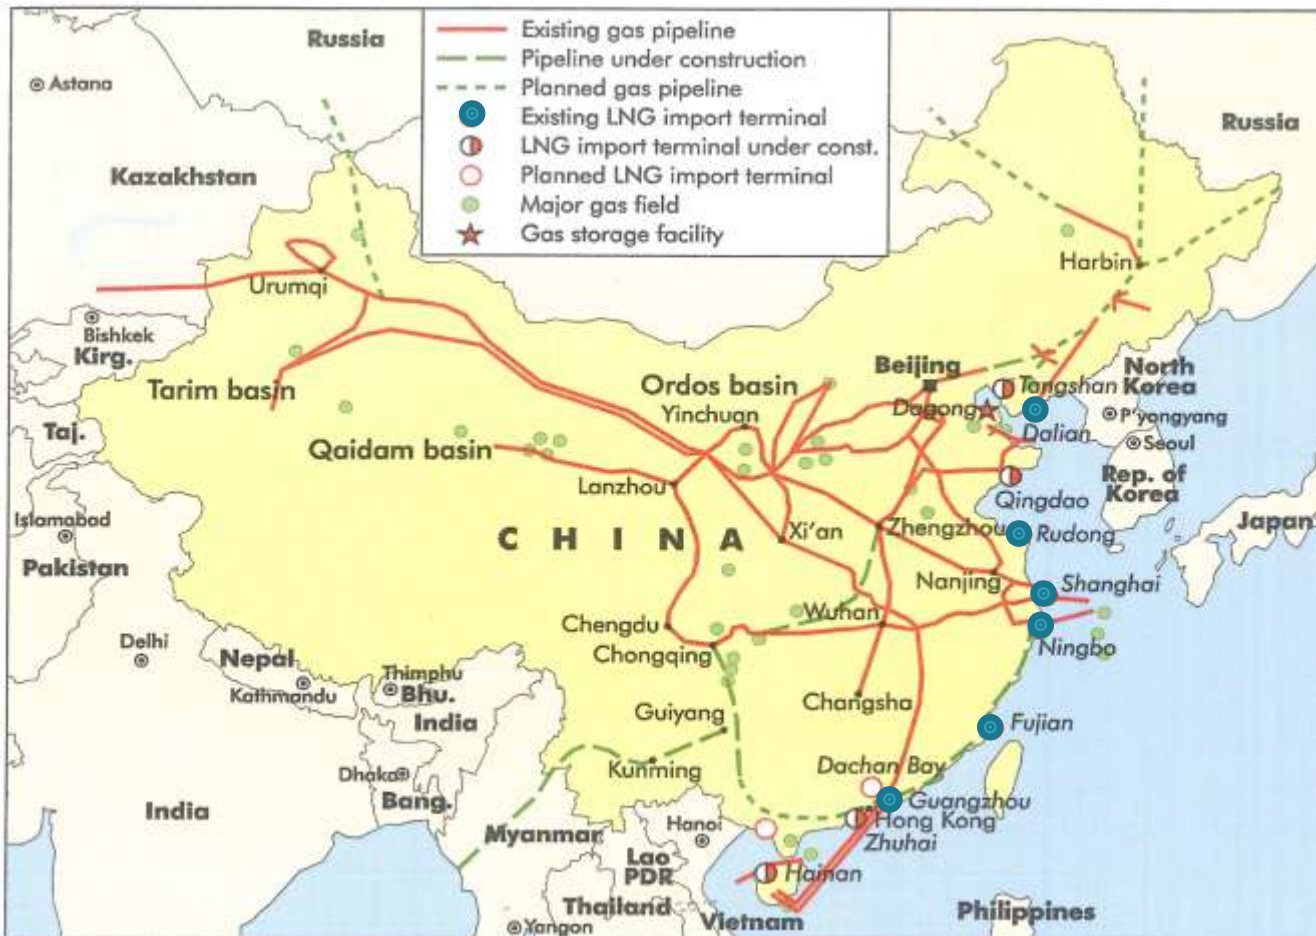 Existing gas pipeline
Pipeline under construction
Planned gas pipeline
Existing LNG import terminal
LNG import terminal under const.
Planned LNG import terminal
Major gas field
Gas storage facility
Russia
Astana
Russia
Kazakhstan
Harbin
Urumqi
Bishkek
Kirg.
Tarim basin
Ordos basin
Beijing
Tangshan
North
Korea
Yinchuan
Dagong
P'yongyang
Dalian
Seoul
Taj.
Qaidam basin
Lanzhou
Qingdao
Rep. of
Korea
Islamabad
CHINA
Xi'an
Zhengzhou
Rudong
Japan
Pakistan
Nanjing
Shanghai
Chengdu
Wuhan
Delhi
Chongqing
Ningbo
Nepal
Thimphu
Kathmandu
Bhu.
India
Changsha
Guiyang
Fujian
Dhaka
Kunming
Dachan Bay
India
Bang.
Guangzhou
Myanmar
Hanoi
Hong Kong
Zhuhai
Lao
PDR
Hainan
Thailand
Vietnam
Philippines
Yangon